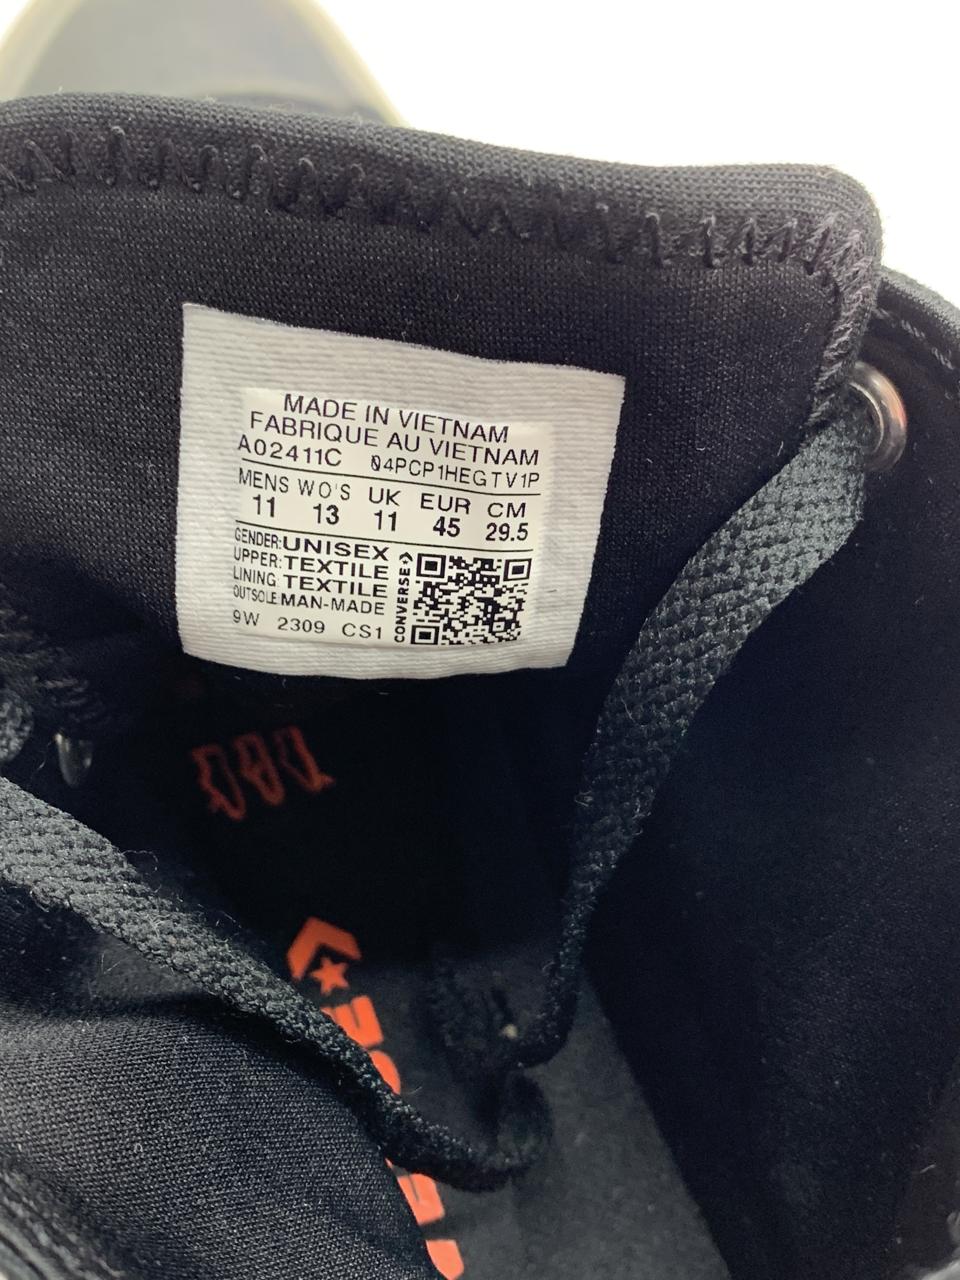 MADE IN VIETNAM
FABRIQUE AU VIETNAM
A02411C 04PCP1HEGTV1P
MENS WO'S UK EUR CM
11 13 11 45 29.5
GENDER:UNISEX
UPPER:TEXTILE
LINING:TEXTILE
OUTSOLE:MAN-MADE
9W 2309 CS1
CONVERSE